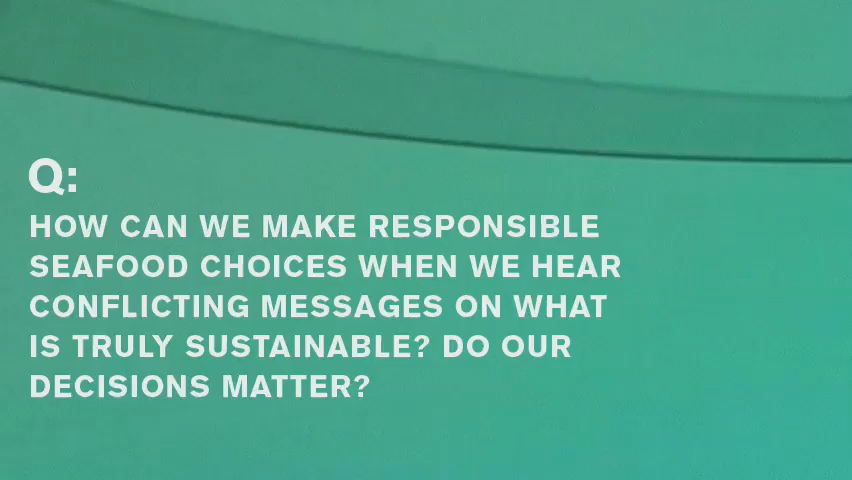 Q:
HOW CAN WE MAKE RESPONSIBLE
SEAFOOD CHOICES WHEN WE HEAR
CONFLICTING MESSAGES ON WHAT
IS TRULY SUSTAINABLE? DO OUR
DECISIONS MATTER?